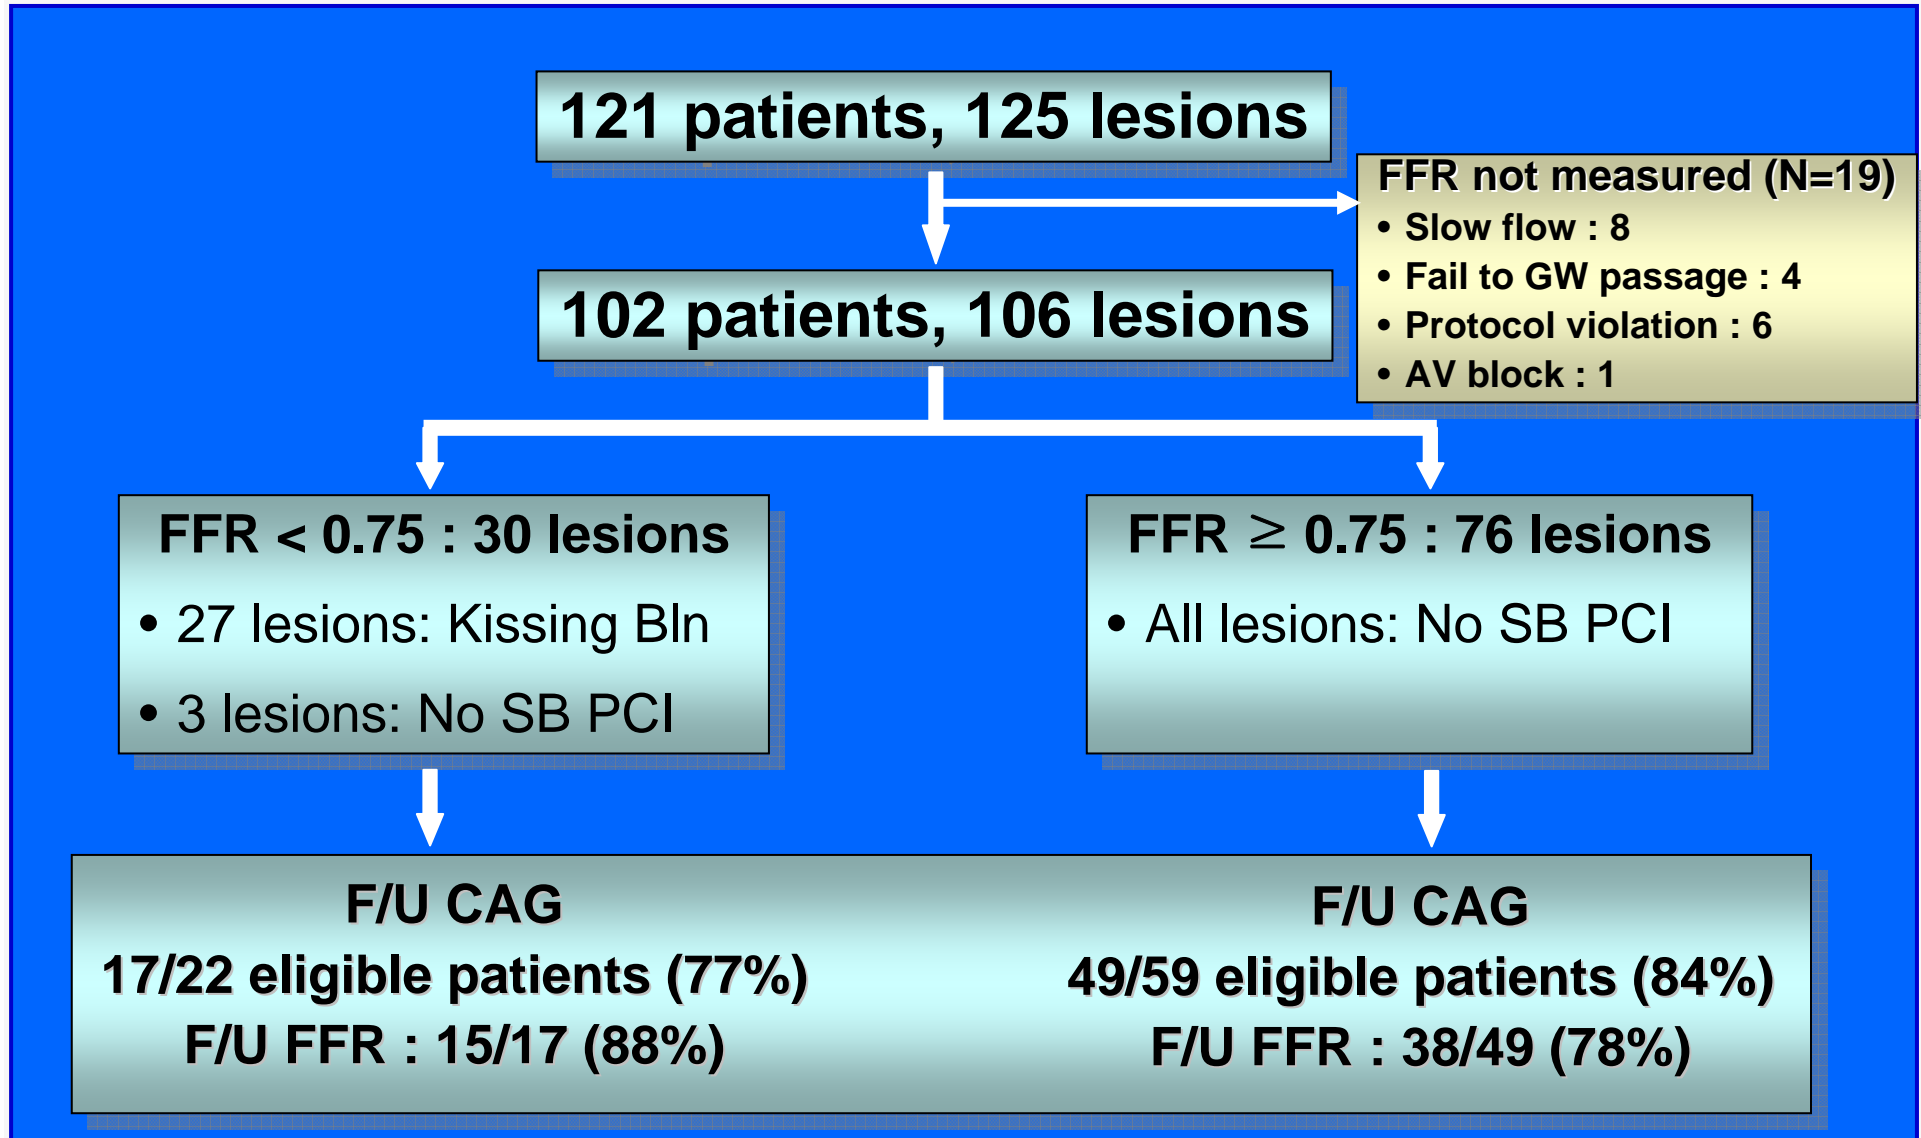 121 patients, 125 lesions
FFR not measured (N=19)
• Slow flow : 8
• Fail to GW passage : 4
• Protocol violation : 6
• AV block : 1
102 patients, 106 lesions
FFR < 0.75 : 30 lesions
• 27 lesions: Kissing Bln
• 3 lesions: No SB PCI
FFR ≥ 0.75 : 76 lesions
• All lesions: No SB PCI
F/U CAG
17/22 eligible patients (77%)
F/U FFR : 15/17 (88%)
F/U CAG
49/59 eligible patients (84%)
F/U FFR : 38/49 (78%)